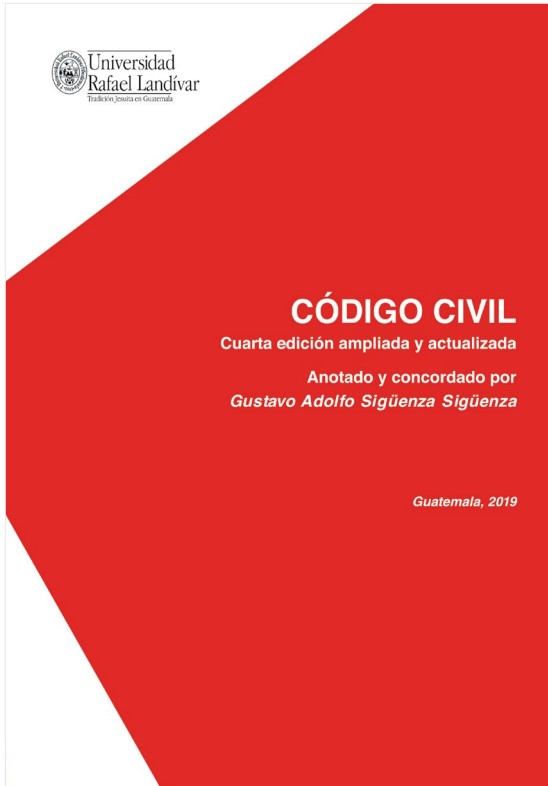 Universidad
Rafael Landívar
Tradición Jesuita en Guatemala
CÓDIGO CIVIL
Cuarta edición ampliada y actualizada
Anotado y concordado por
Gustavo Adolfo Sigüenza Sigüenza
Guatemala, 2019